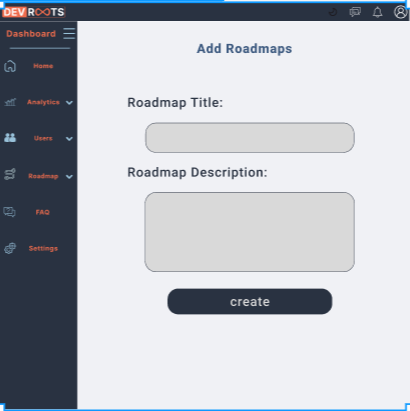 DEV ROOTS
Dashboard
Home
Analytics
Users
Roadmap
FAQ
Settings
Add Roadmaps
Roadmap Title:
Roadmap Description:
create